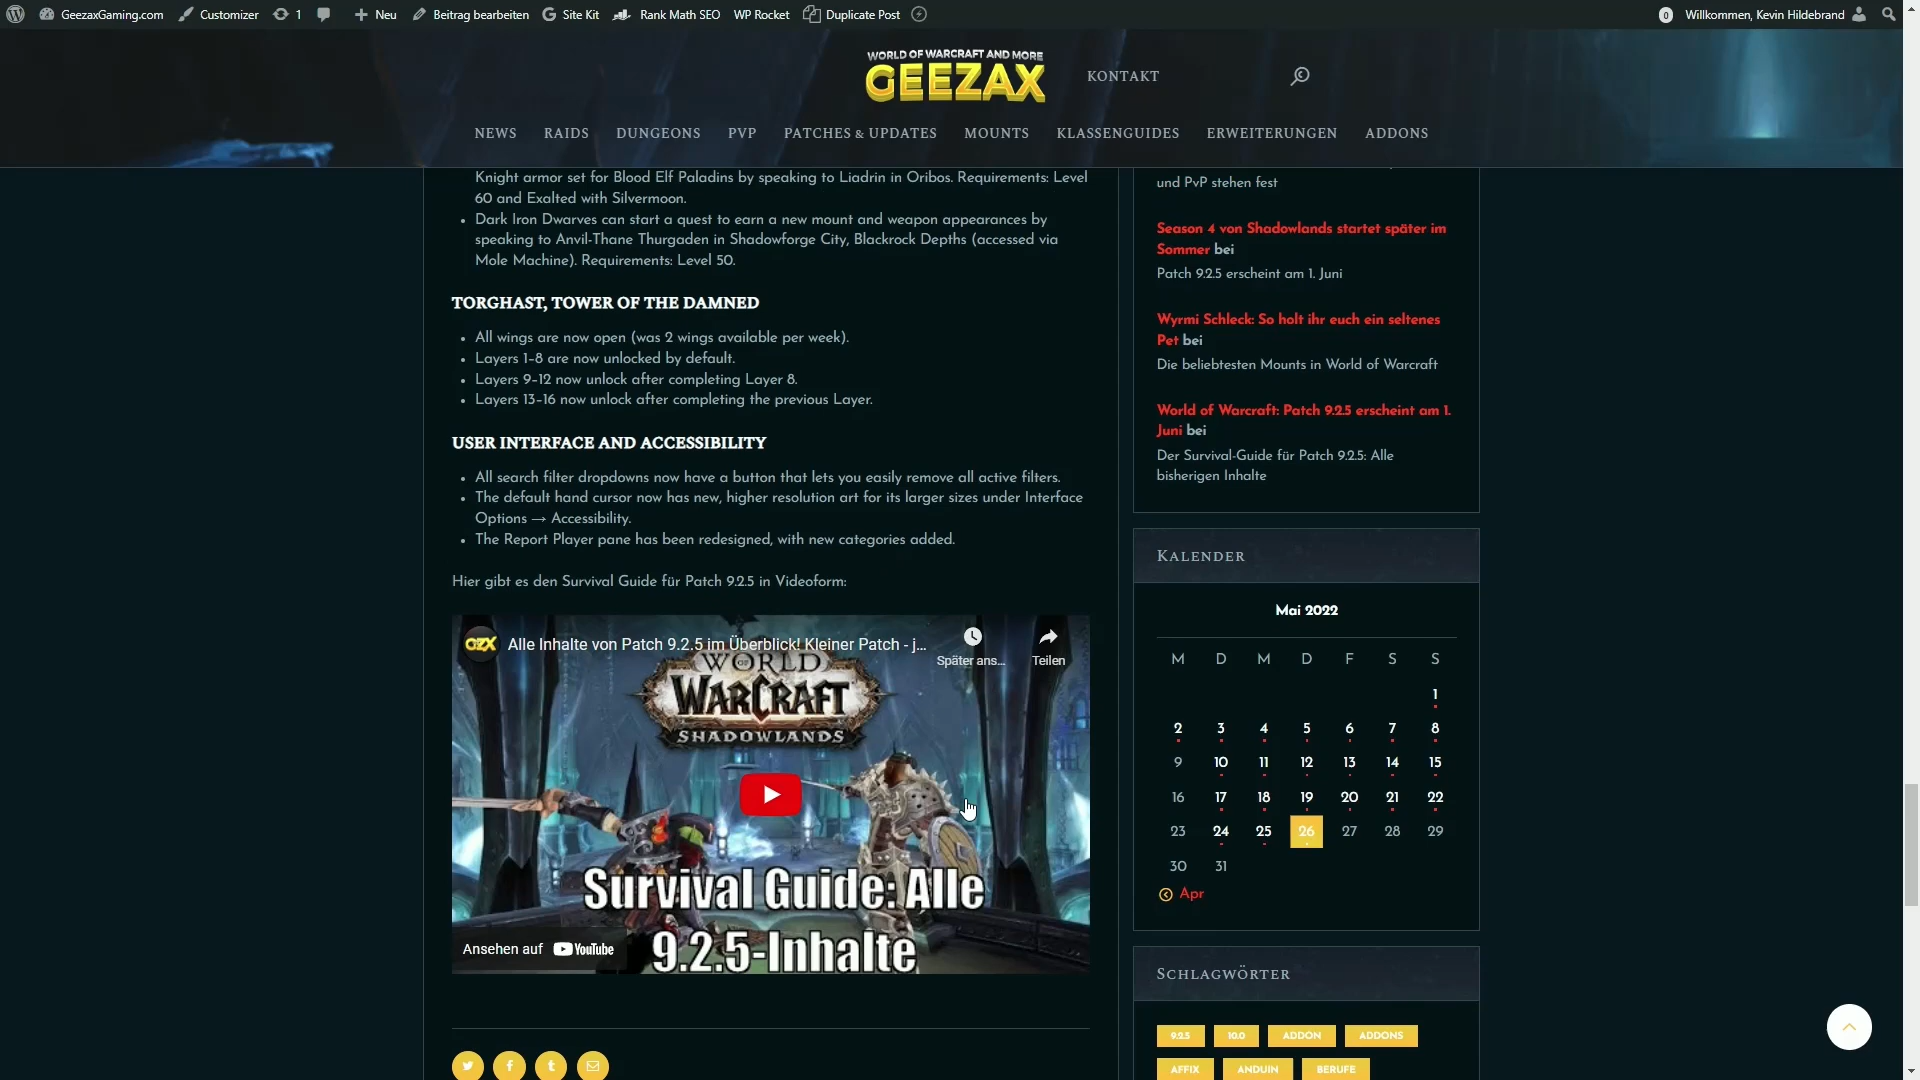 GeezaxGaming.com Customizer 1 Neu Beitrag bearbeiten Site Kit Rank Math SEO WP Rocket Duplicate Post 0 Willkommen, Kevin Hildebrand
WORLD OF WARCRAFT AND MORE
GEEZAX
KONTAKT
NEWS RAIDS DUNGEONS PVP PATCHES & UPDATES MOUNTS KLASSENGUIDES ERWEITERUNGEN ADDONS
Knight armor set for Blood Elf Paladins by speaking to Liadrin in Oribos. Requirements: Level
60 and Exalted with Silvermoon.
• Dark Iron Dwarves can start a quest to earn a new mount and weapon appearances by
speaking to Anvil-Thane Thurgaden in Shadowforge City, Blackrock Depths (accessed via
Mole Machine). Requirements: Level 50.
TORGHAST, TOWER OF THE DAMNED
• All wings are now open (was 2 wings available per week).
• Layers 1–8 are now unlocked by default.
• Layers 9–12 now unlock after completing Layer 8.
• Layers 13–16 now unlock after completing the previous Layer.
USER INTERFACE AND ACCESSIBILITY
• All search filter dropdowns now have a button that lets you easily remove all active filters.
• The default hand cursor now has new, higher resolution art for its larger sizes under Interface
Options → Accessibility.
• The Report Player pane has been redesigned, with new categories added.
Hier gibt es den Survival Guide für Patch 9.2.5 in Videoform:
GZX Alle Inhalte von Patch 9.2.5 im Überblick! Kleiner Patch - j...
Später ans... Teilen
WORLD OF
WARCRAFT
SHADOWLANDS
Survival Guide: Alle
9.2.5-Inhalte
Ansehen auf YouTube
und PvP stehen fest
Season 4 von Shadowlands startet später im
Sommer bei
Patch 9.2.5 erscheint am 1. Juni
Wyrmi Schleck: So holt ihr euch ein seltenes
Pet bei
Die beliebtesten Mounts in World of Warcraft
World of Warcraft: Patch 9.2.5 erscheint am 1.
Juni bei
Der Survival-Guide für Patch 9.2.5: Alle
bisherigen Inhalte
KALENDER
Mai 2022
M D M D F S S
1
2 3 4 5 6 7 8
9 10 11 12 13 14 15
16 17 18 19 20 21 22
23 24 25 26 27 28 29
30 31
Apr
SCHLAGWÖRTER
9.2.5 10.0 ADDON ADDONS
AFFIX ANDUIN BERUFE